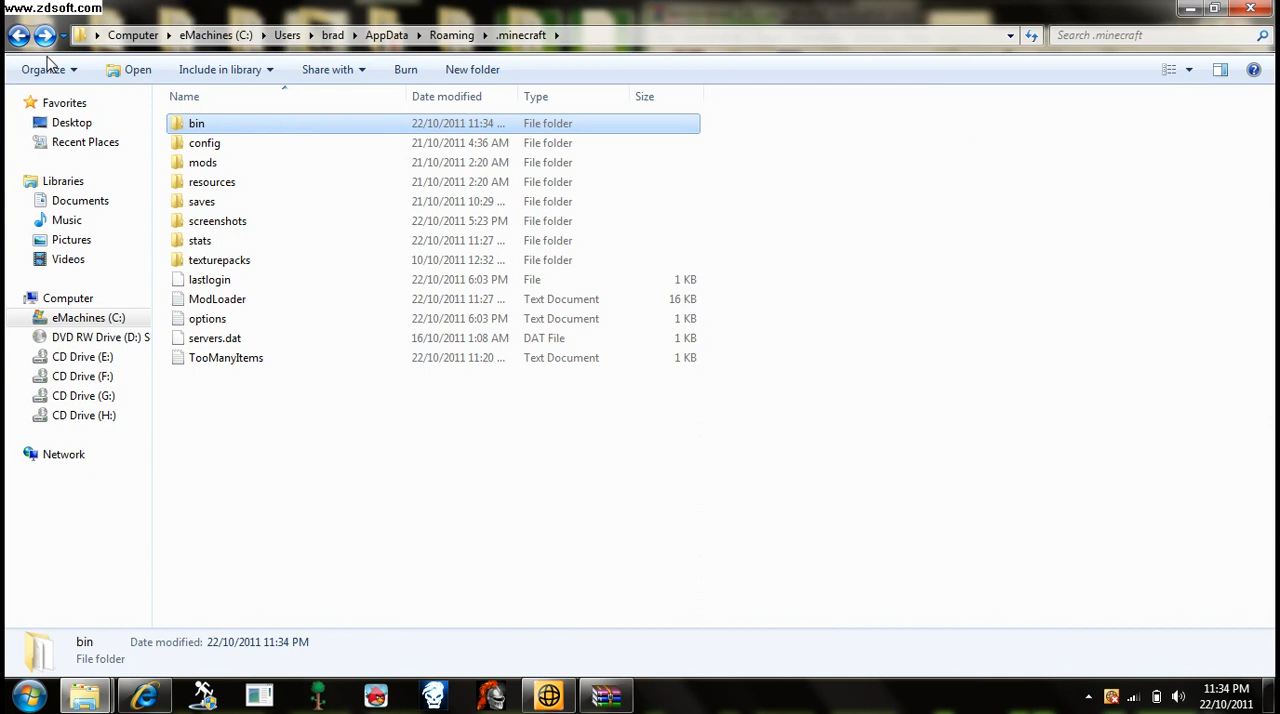 www.zdsoft.com
Computer eMachines (C:) Users brad AppData Roaming .minecraft Search .minecraft
Organize Open Include in library Share with Burn New folder
Favorites
Desktop
Recent Places
Libraries
Documents
Music
Pictures
Videos
Computer
eMachines (C:)
DVD RW Drive (D:) S
CD Drive (E:)
CD Drive (F:)
CD Drive (G:)
CD Drive (H:)
Network
Name Date modified Type Size
bin 22/10/2011 11:34 ... File folder
config 21/10/2011 4:36 AM File folder
mods 21/10/2011 2:20 AM File folder
resources 21/10/2011 2:20 AM File folder
saves 21/10/2011 10:29 ... File folder
screenshots 22/10/2011 5:23 PM File folder
stats 22/10/2011 11:27 ... File folder
texturepacks 10/10/2011 12:32 ... File folder
lastlogin 22/10/2011 6:03 PM File 1 KB
ModLoader 22/10/2011 11:27 ... Text Document 16 KB
options 22/10/2011 6:03 PM Text Document 1 KB
servers.dat 16/10/2011 1:08 AM DAT File 1 KB
TooManyItems 22/10/2011 11:20 ... Text Document 1 KB
bin Date modified: 22/10/2011 11:34 PM
File folder
11:34 PM
22/10/2011